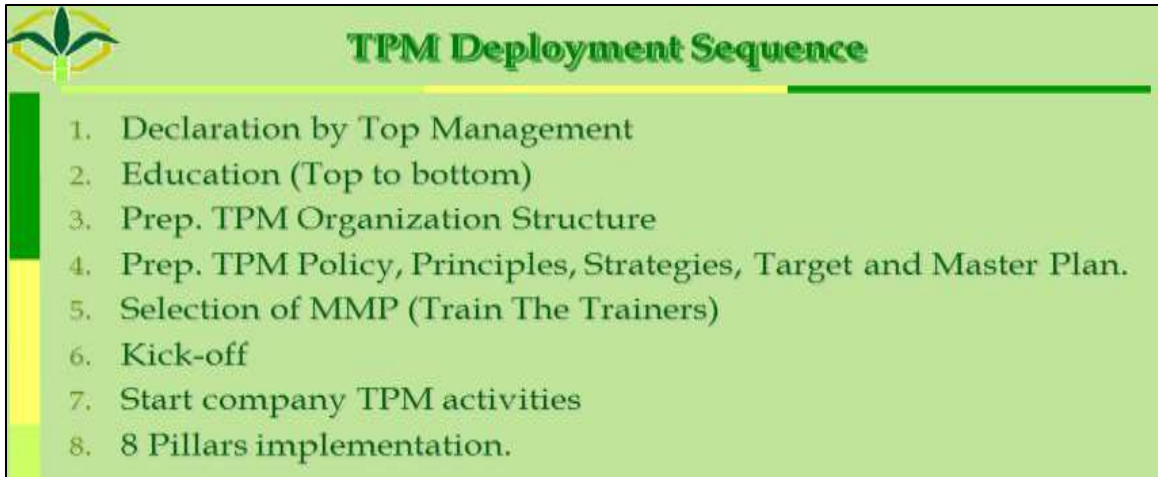 TPM Deployment Sequence
1. Declaration by Top Management
2. Education (Top to bottom)
3. Prep. TPM Organization Structure
4. Prep. TPM Policy, Principles, Strategies, Target and Master Plan.
5. Selection of MMP (Train The Trainers)
6. Kick-off
7. Start company TPM activities
8. 8 Pillars implementation.